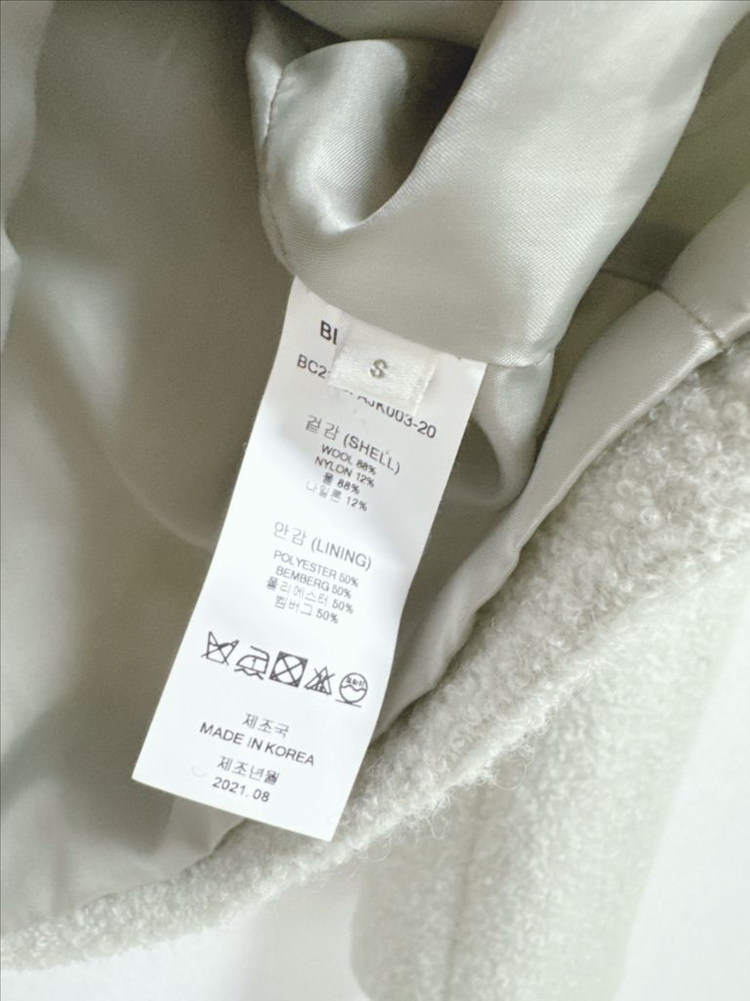 S
겉감 (SHELL)
WOOL 88%
NYLON 12%
울 88%
나일론 12%
안감 (LINING)
POLYESTER 50%
BEMBERG 50%
폴리에스터 50%
벰버그 50%
제조국
MADE IN KOREA
제조년월
2021. 08